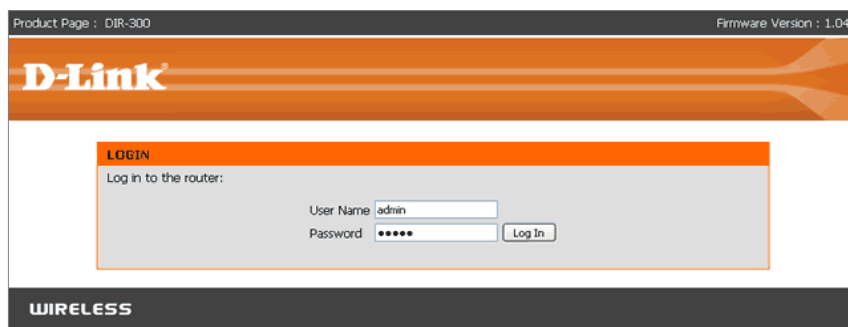 Product Page : DIR-300 Firmware Version : 1.04
D-Link
LOGIN
Log in to the router:
User Name admin
Password ••••• Log In
WIRELESS